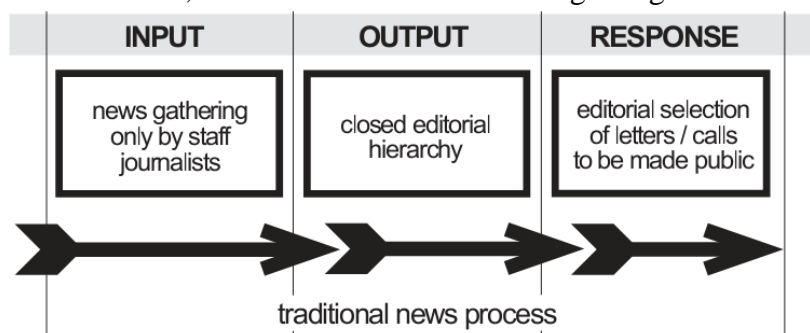 INPUT
OUTPUT
RESPONSE
news gathering
only by staff
journalists
closed editorial
hierarchy
editorial selection
of letters / calls
to be made public
traditional news process